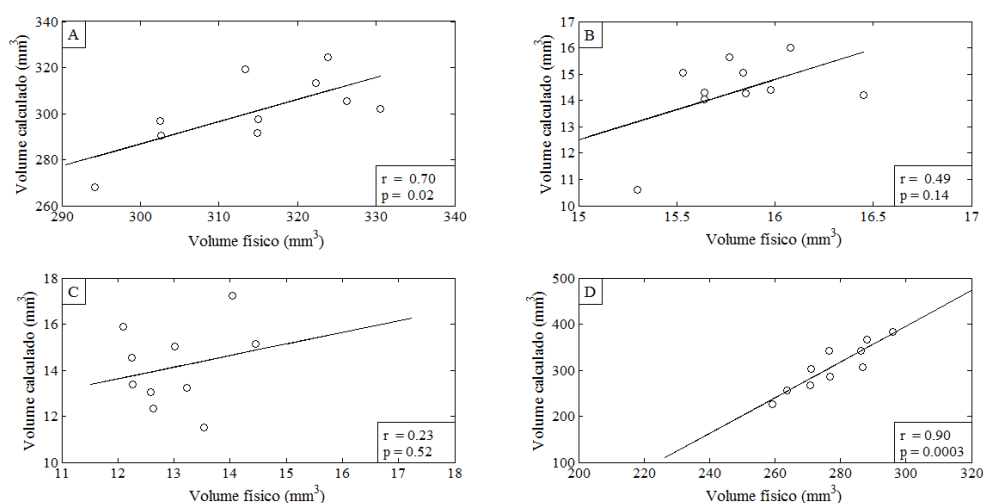 A
Volume calculado (mm3)
340
320
300
280
260
290
300
310
320
330
340
Volume físico (mm3)
r = 0.70
p = 0.02
B
Volume calculado (mm3)
17
16
15
14
13
12
11
10
15
15.5
16
16.5
17
Volume físico (mm3)
r = 0.49
p = 0.14
C
Volume calculado (mm3)
18
16
14
12
10
11
12
13
14
15
16
17
18
Volume físico (mm3)
r = 0.23
p = 0.52
D
Volume calculado (mm3)
500
400
300
200
100
200
220
240
260
280
300
320
Volume físico (mm3)
r = 0.90
p = 0.0003